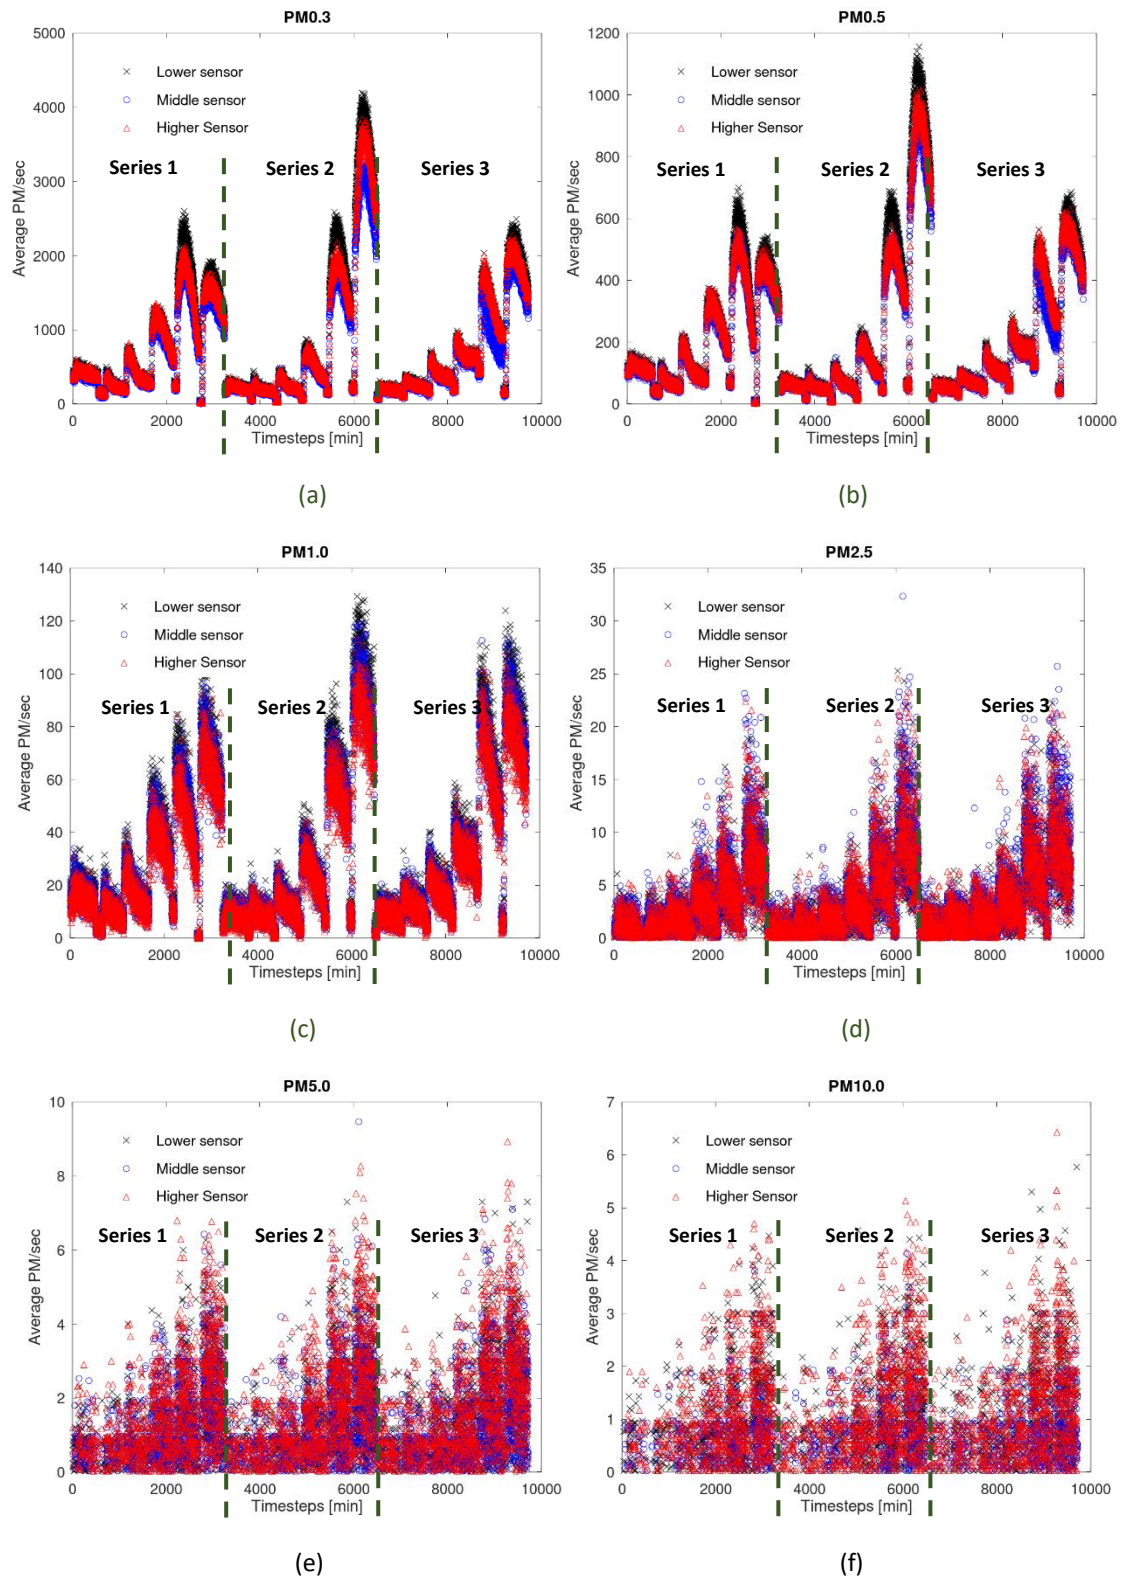 PM0.3
5000
4000
3000
2000
1000
0
Average PM/sec
Lower sensor
Middle sensor
Higher Sensor
Series 1
Series 2
Series 3
0 2000 4000 6000 8000 10000
Timesteps [min]
(a)
PM0.5
1200
1000
800
600
400
200
0
Average PM/sec
Lower sensor
Middle sensor
Higher Sensor
Series 1
Series 2
Series 3
0 2000 4000 6000 8000 10000
Timesteps [min]
(b)
PM1.0
140
120
100
80
60
40
20
0
Average PM/sec
Lower sensor
Middle sensor
Higher Sensor
Series 1
Series 2
Series 3
0 2000 4000 6000 8000 10000
Timesteps [min]
(c)
PM2.5
35
30
25
20
15
10
5
0
Average PM/sec
Lower sensor
Middle sensor
Higher Sensor
Series 1
Series 2
Series 3
0 2000 4000 6000 8000 10000
Timesteps [min]
(d)
PM5.0
10
8
6
4
2
0
Average PM/sec
Lower sensor
Middle sensor
Higher Sensor
Series 1
Series 2
Series 3
0 2000 4000 6000 8000 10000
Timesteps [min]
(e)
PM10.0
7
6
5
4
3
2
1
0
Average PM/sec
Lower sensor
Middle sensor
Higher Sensor
Series 1
Series 2
Series 3
0 2000 4000 6000 8000 10000
Timesteps [min]
(f)